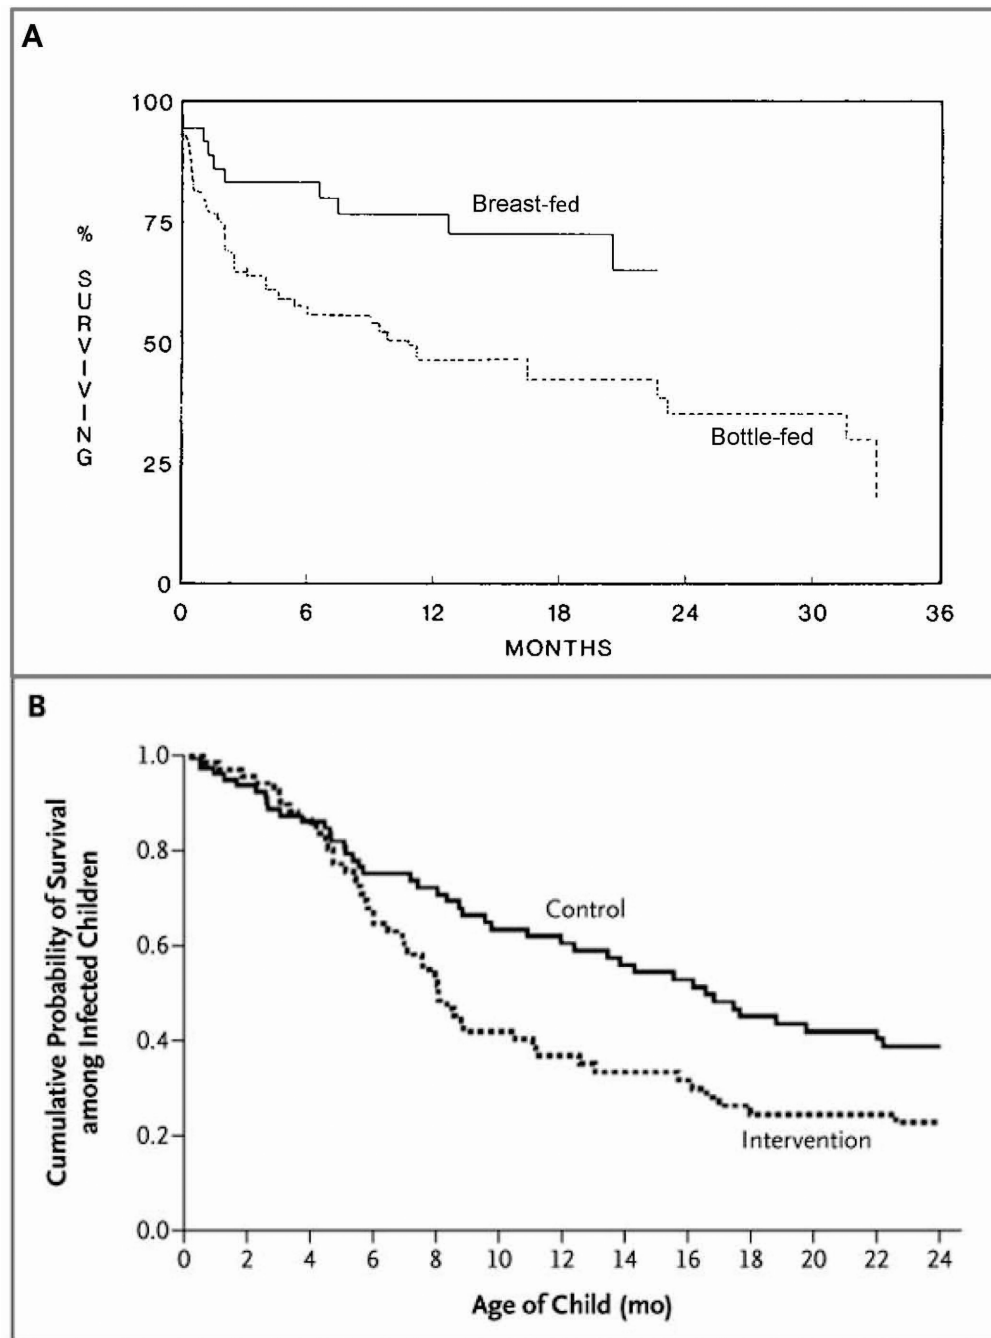 A
100
75
50
25
0
% SURVIVING
Breast-fed
Bottle-fed
0 6 12 18 24 30 36
MONTHS
B
1.0
0.8
0.6
0.4
0.2
0.0
Cumulative Probability of Survival
among Infected Children
Control
Intervention
0 2 4 6 8 10 12 14 16 18 20 22 24
Age of Child (mo)